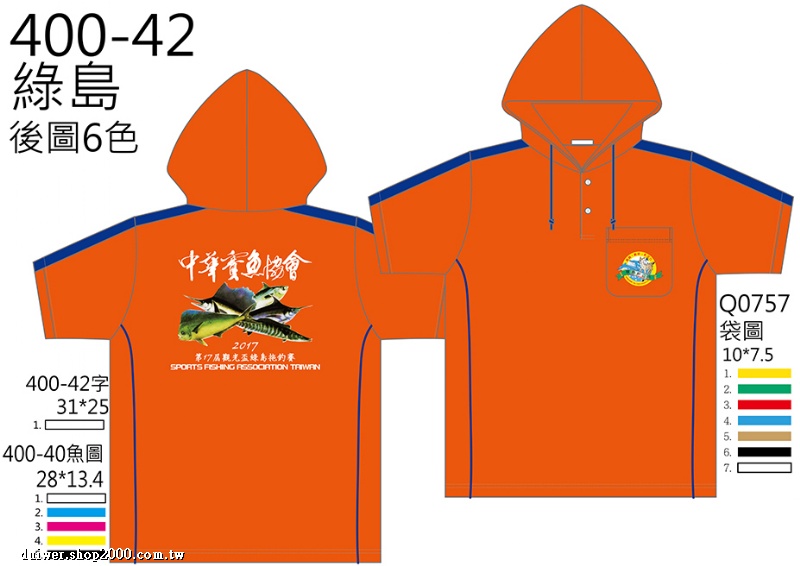 400-42
綠島
後圖6色
中華賽魚協會
2017
第17屆觀光盃綠島拖釣賽
SPORTS FISHING ASSOCIATION TAIWAN
400-42字
31*25
1.
400-40魚圖
28*13.4
1.
2.
3.
4.
duiwer.shop2000.com.tw
Q0757
袋圖
10*7.5
1.
2.
3.
4.
5.
6.
7.